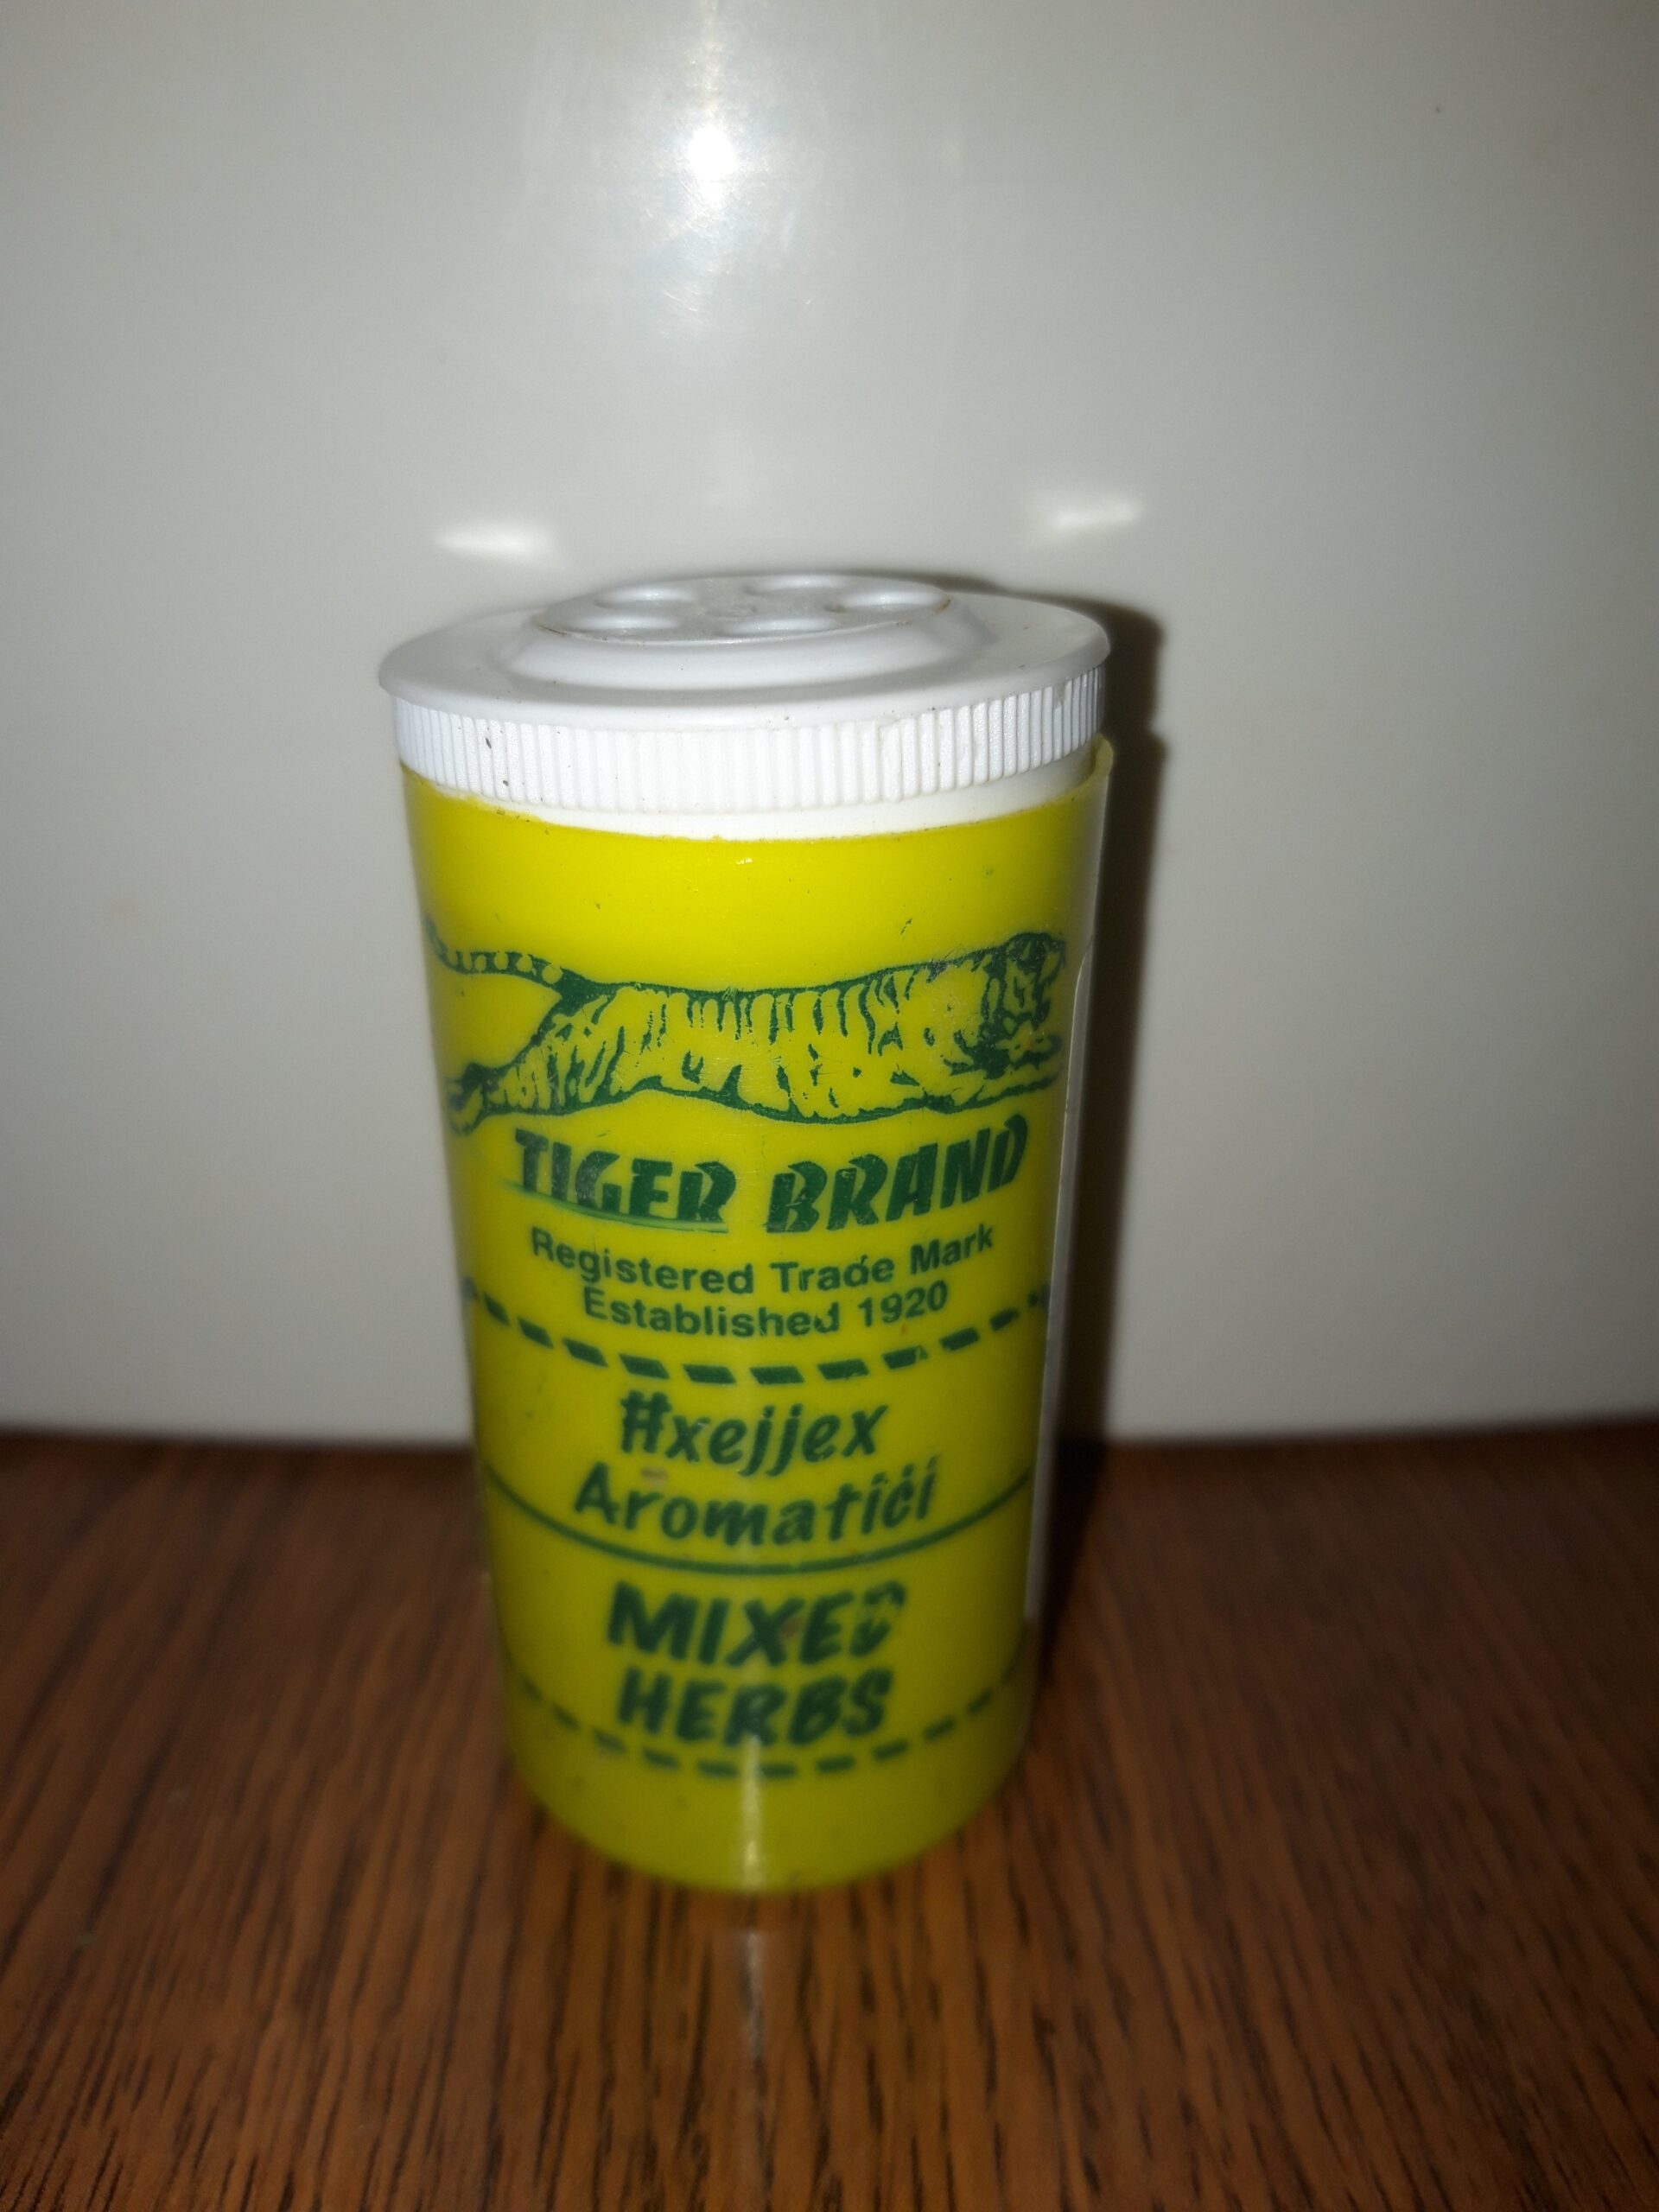 TIGER BRAND
Registered Trade Mark
Established 1920
Ħxejjex
Aromatiċi
MIXED
HERBS